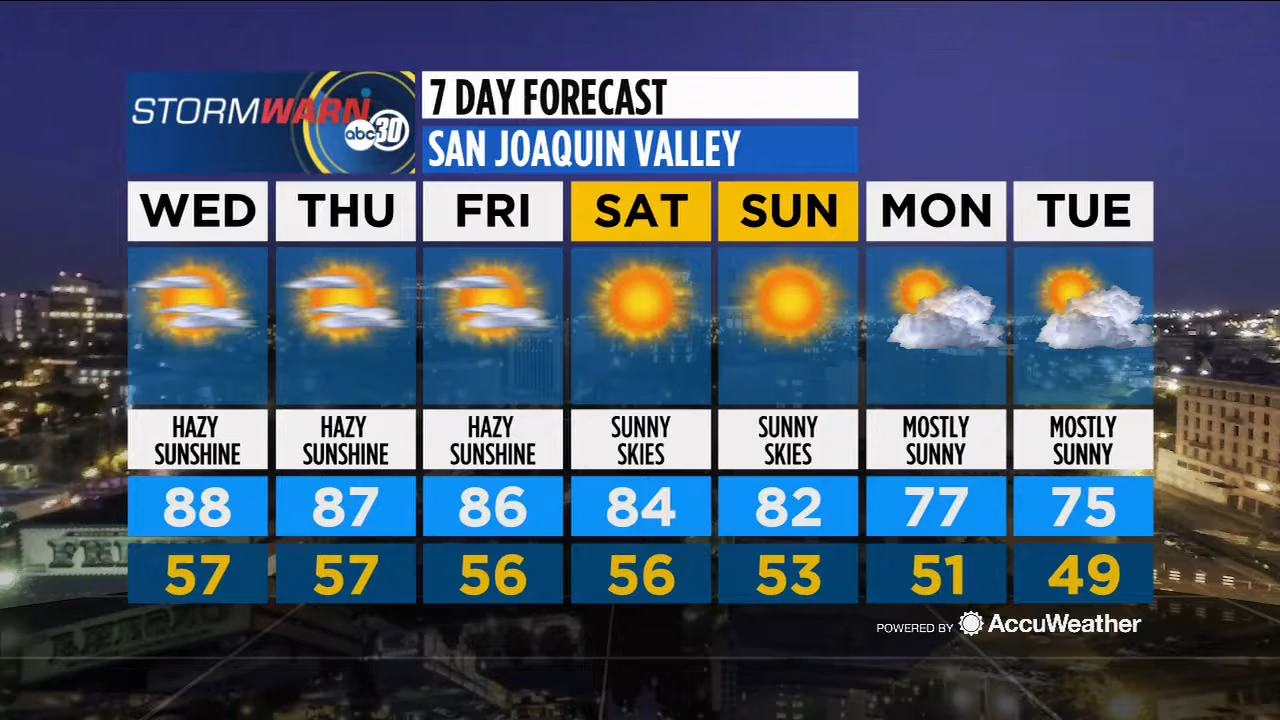 STORMWARN
abc30
7 DAY FORECAST
SAN JOAQUIN VALLEY
WED THU FRI SAT SUN MON TUE
HAZY HAZY HAZY SUNNY SUNNY MOSTLY MOSTLY
SUNSHINE SUNSHINE SUNSHINE SKIES SKIES SUNNY SUNNY
88 87 86 84 82 77 75
57 57 56 56 53 51 49
POWERED BY AccuWeather